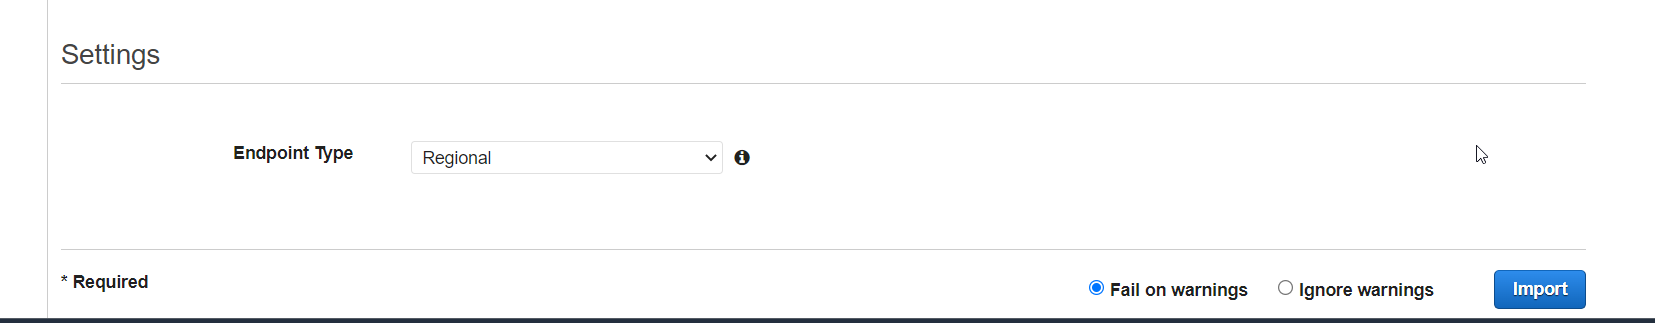 Settings
Endpoint Type
Regional
* Required
Fail on warnings
Ignore warnings
Import